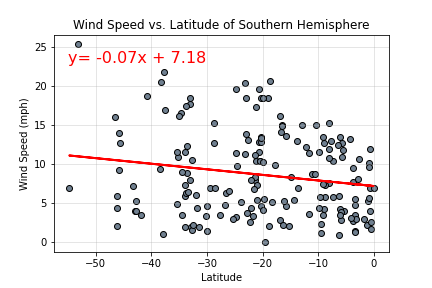 Wind Speed vs. Latitude of Southern Hemisphere
y= -0.07x + 7.18
Wind Speed (mph)
25
20
15
10
5
0
−50 −40 −30 −20 −10 0
Latitude